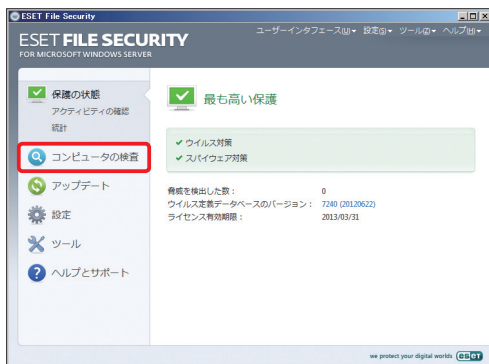 ESET File Security
ESET FILE SECURITY
FOR MICROSOFT WINDOWS SERVER
ユーザーインタフェース(U)▾ 設定(S)▾ ツール(O)▾ ヘルプ(H)▾
保護の状態
アクティビティの確認
統計
コンピュータの検査
アップデート
設定
ツール
ヘルプとサポート
最も高い保護
ウイルス対策
スパイウェア対策
脅威を検出した数： 0
ウイルス定義データベースのバージョン： 7240 (20120622)
ライセンス有効期限： 2013/03/31
we protect your digital worlds eset